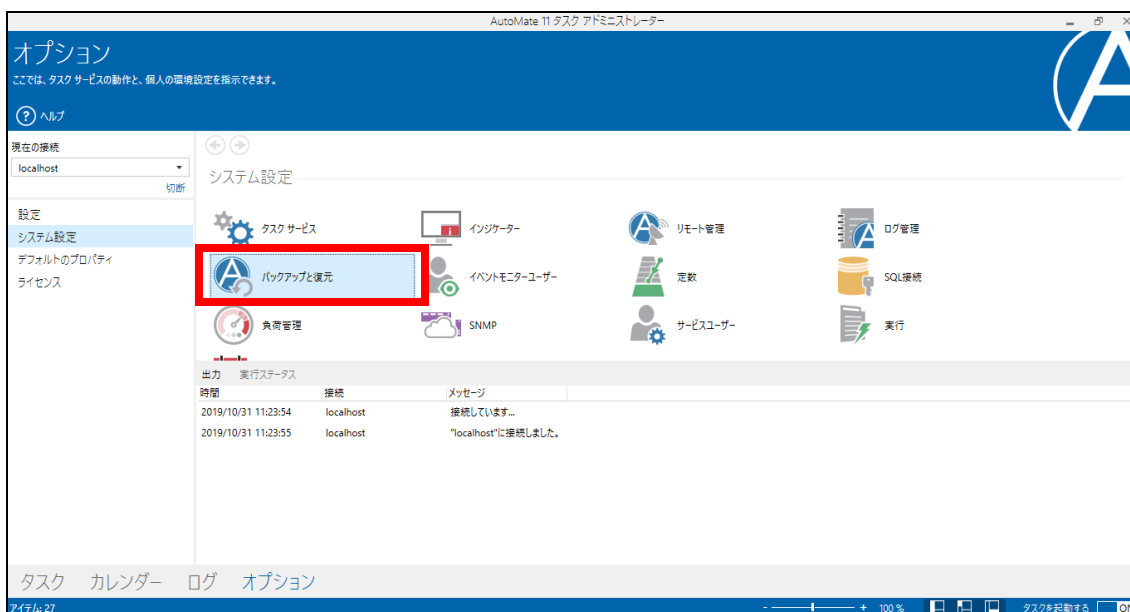 AutoMate 11 タスク アドミニストレーター
オプション
ここでは、タスク サービスの動作と、個人の環境設定を指示できます。
? ヘルプ
現在の接続
localhost
切断
設定
システム設定
デフォルトのプロパティ
ライセンス
システム設定
タスク サービス
インジケーター
リモート管理
ログ管理
バックアップと復元
イベントモニターユーザー
定数
SQL接続
負荷管理
SNMP
サービスユーザー
実行
出力 実行ステータス
時間 接続 メッセージ
2019/10/31 11:23:54 localhost 接続しています...
2019/10/31 11:23:55 localhost "localhost"に接続しました。
タスク カレンダー ログ オプション
アイテム: 27
- + 100 % タスクを起動する ON